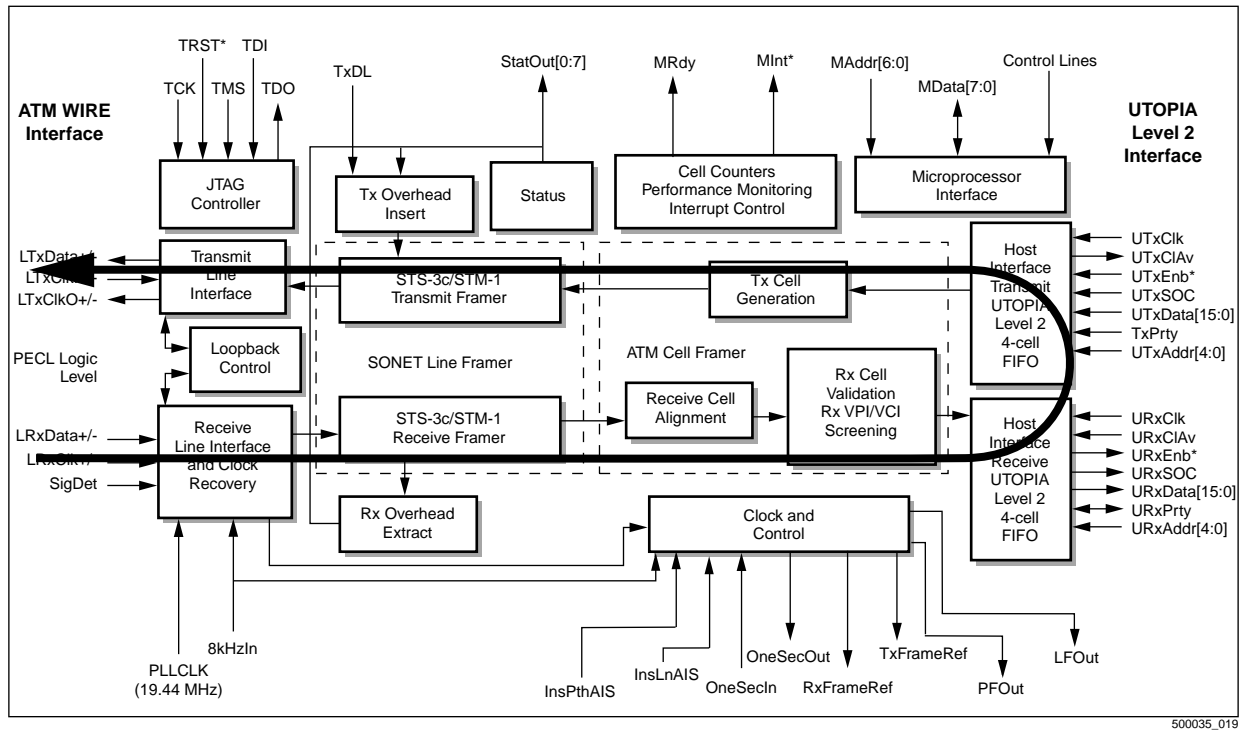 TRST*
TDI
TCK
TMS
TDO
TxDL
StatOut[0:7]
MRdy
MInt*
MAddr[6:0]
MData[7:0]
Control Lines
ATM WIRE
Interface
UTOPIA
Level 2
Interface
JTAG
Controller
Tx Overhead
Insert
Status
Cell Counters
Performance Monitoring
Interrupt Control
Microprocessor
Interface
LTxData+/-
LTxClkO+/-
Transmit
Line
Interface
STS-3c/STM-1
Transmit Framer
Tx Cell
Generation
Host
Interface
Transmit
UTOPIA
Level 2
4-cell
FIFO
UTxClk
UTxClAv
UTxEnb*
UTxSOC
UTxData[15:0]
TxPrty
UTxAddr[4:0]
PECL Logic
Level
Loopback
Control
SONET Line Framer
ATM Cell Framer
LRxData+/-
LRxClk+/-
SigDet
Receive
Line Interface
and Clock
Recovery
STS-3c/STM-1
Receive Framer
Receive Cell
Alignment
Rx Cell
Validation
Rx VPI/VCI
Screening
Host
Interface
Receive
UTOPIA
Level 2
4-cell
FIFO
URxClk
URxClAv
URxEnb*
URxSOC
URxData[15:0]
URxPrty
URxAddr[4:0]
Rx Overhead
Extract
Clock and
Control
PLLCLK
(19.44 MHz)
8kHzIn
InsPthAIS
InsLnAIS
OneSecIn
OneSecOut
RxFrameRef
TxFrameRef
PFOut
LFOut
500035_019